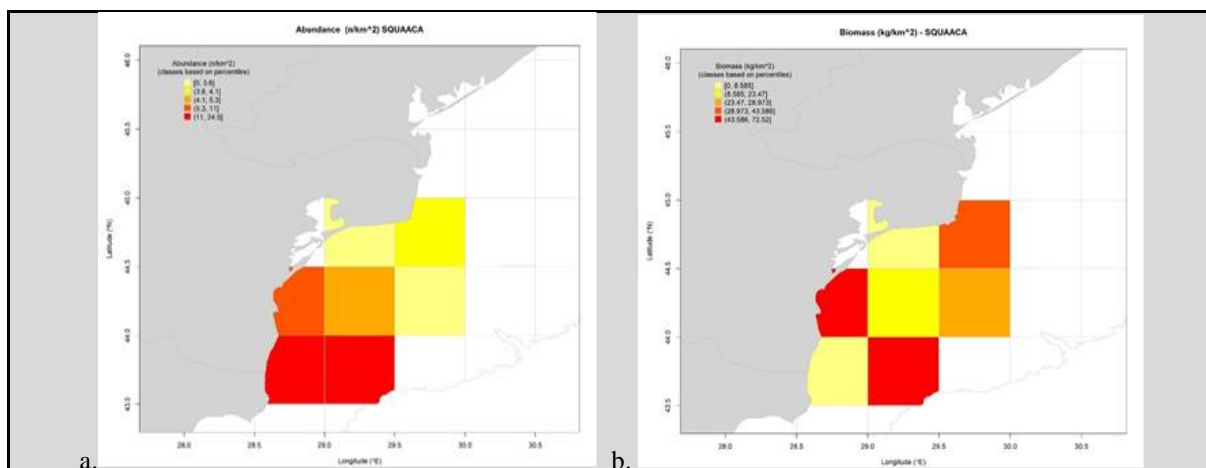 Abundance (n/km^2) SQUAACA
Abundance (n/km^2)
(classes based on percentiles)
[0, 3.6]
(3.6, 4.1]
(4.1, 5.3]
(5.3, 11]
(11, 24.5]
46.0
45.5
45.0
44.5
44.0
43.5
Latitude (°N)
28.0 28.5 29.0 29.5 30.0 30.5
Longitude (°E)
a.
Biomass (kg/km^2) - SQUAACA
Biomass (kg/km^2)
(classes based on percentiles)
[0, 8.585]
(8.585, 23.47]
(23.47, 28.973]
(28.973, 43.586]
(43.586, 72.52]
46.0
45.5
45.0
44.5
44.0
43.5
Latitude (°N)
28.0 28.5 29.0 29.5 30.0 30.5
Longitude (°E)
b.